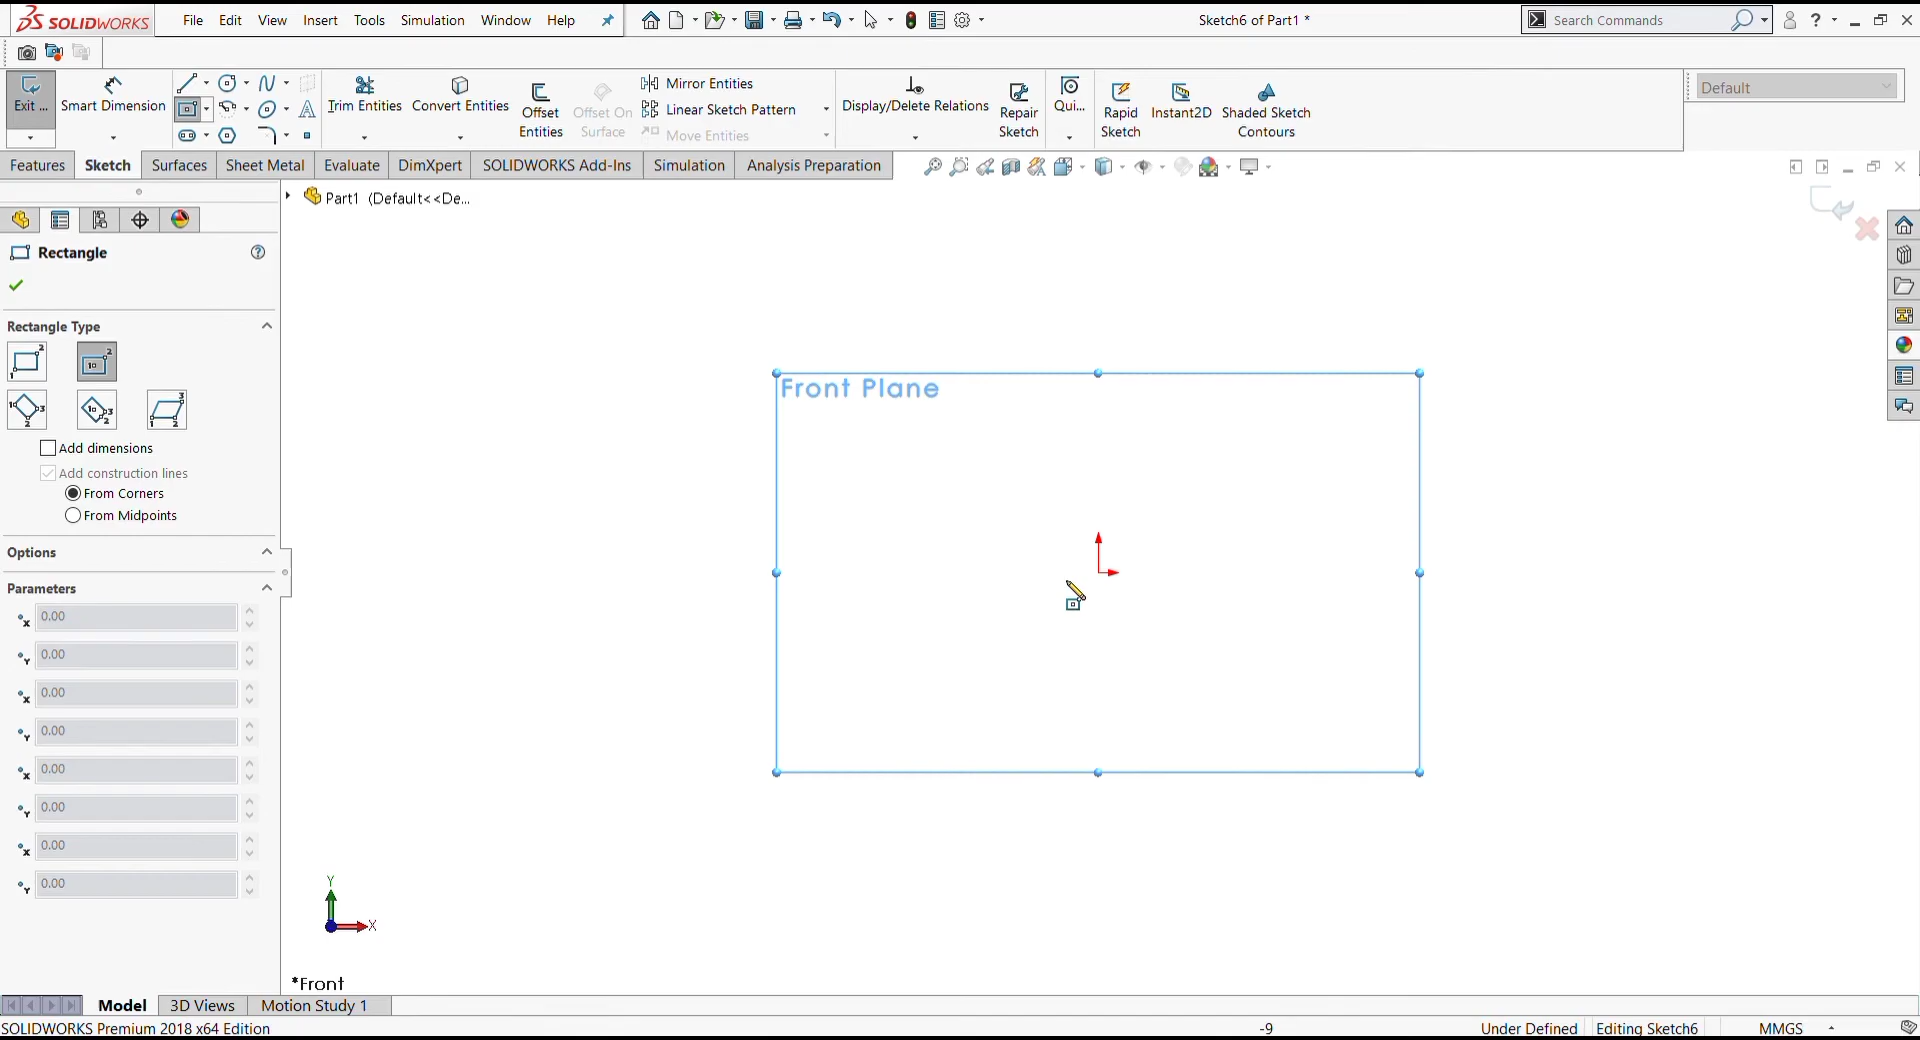 SOLIDWORKS File Edit View Insert Tools Simulation Window Help Sketch6 of Part1 * Search Commands ?
Exit ... Smart Dimension Trim Entities Convert Entities Offset Entities Offset On Surface Mirror Entities Linear Sketch Pattern Move Entities Display/Delete Relations Repair Sketch Qui... Rapid Sketch Instant2D Shaded Sketch Contours Default
Features Sketch Surfaces Sheet Metal Evaluate DimXpert SOLIDWORKS Add-Ins Simulation Analysis Preparation
Part1 (Default<<De...
Rectangle ?
Rectangle Type
Add dimensions
Add construction lines
From Corners
From Midpoints
Options
Parameters
x 0.00
Y 0.00
x 0.00
Y 0.00
x 0.00
Y 0.00
x 0.00
Y 0.00
Front Plane
Y
X
*Front
Model 3D Views Motion Study 1
SOLIDWORKS Premium 2018 x64 Edition -9 Under Defined Editing Sketch6 MMGS